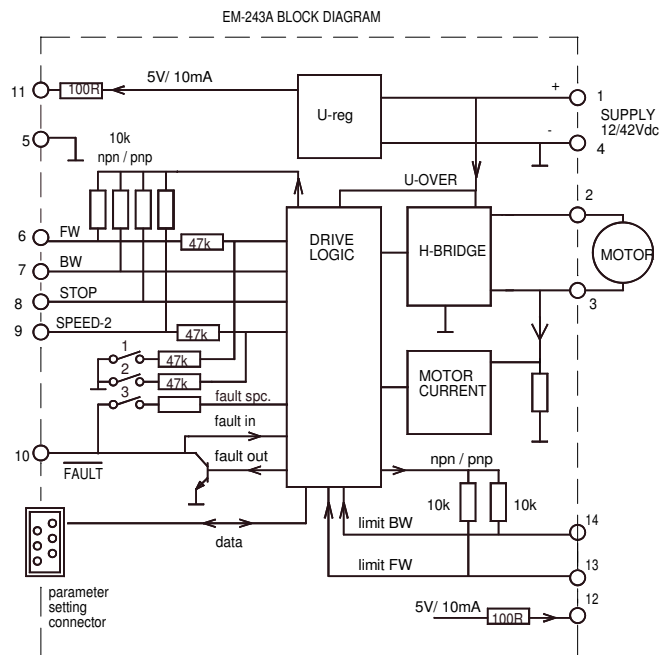 EM-243A BLOCK DIAGRAM
11
100R
5V/ 10mA
U-reg
+
1
SUPPLY
12/42Vdc
-
4
5
10k
npn / pnp
U-OVER
2
6
FW
47k
DRIVE
LOGIC
H-BRIDGE
MOTOR
7
BW
8
STOP
3
9
SPEED-2
47k
1
47k
2
47k
3
fault spc.
MOTOR
CURRENT
fault in
10
FAULT
fault out
npn / pnp
10k
10k
data
limit BW
14
limit FW
13
parameter
setting
connector
5V/ 10mA
100R
12